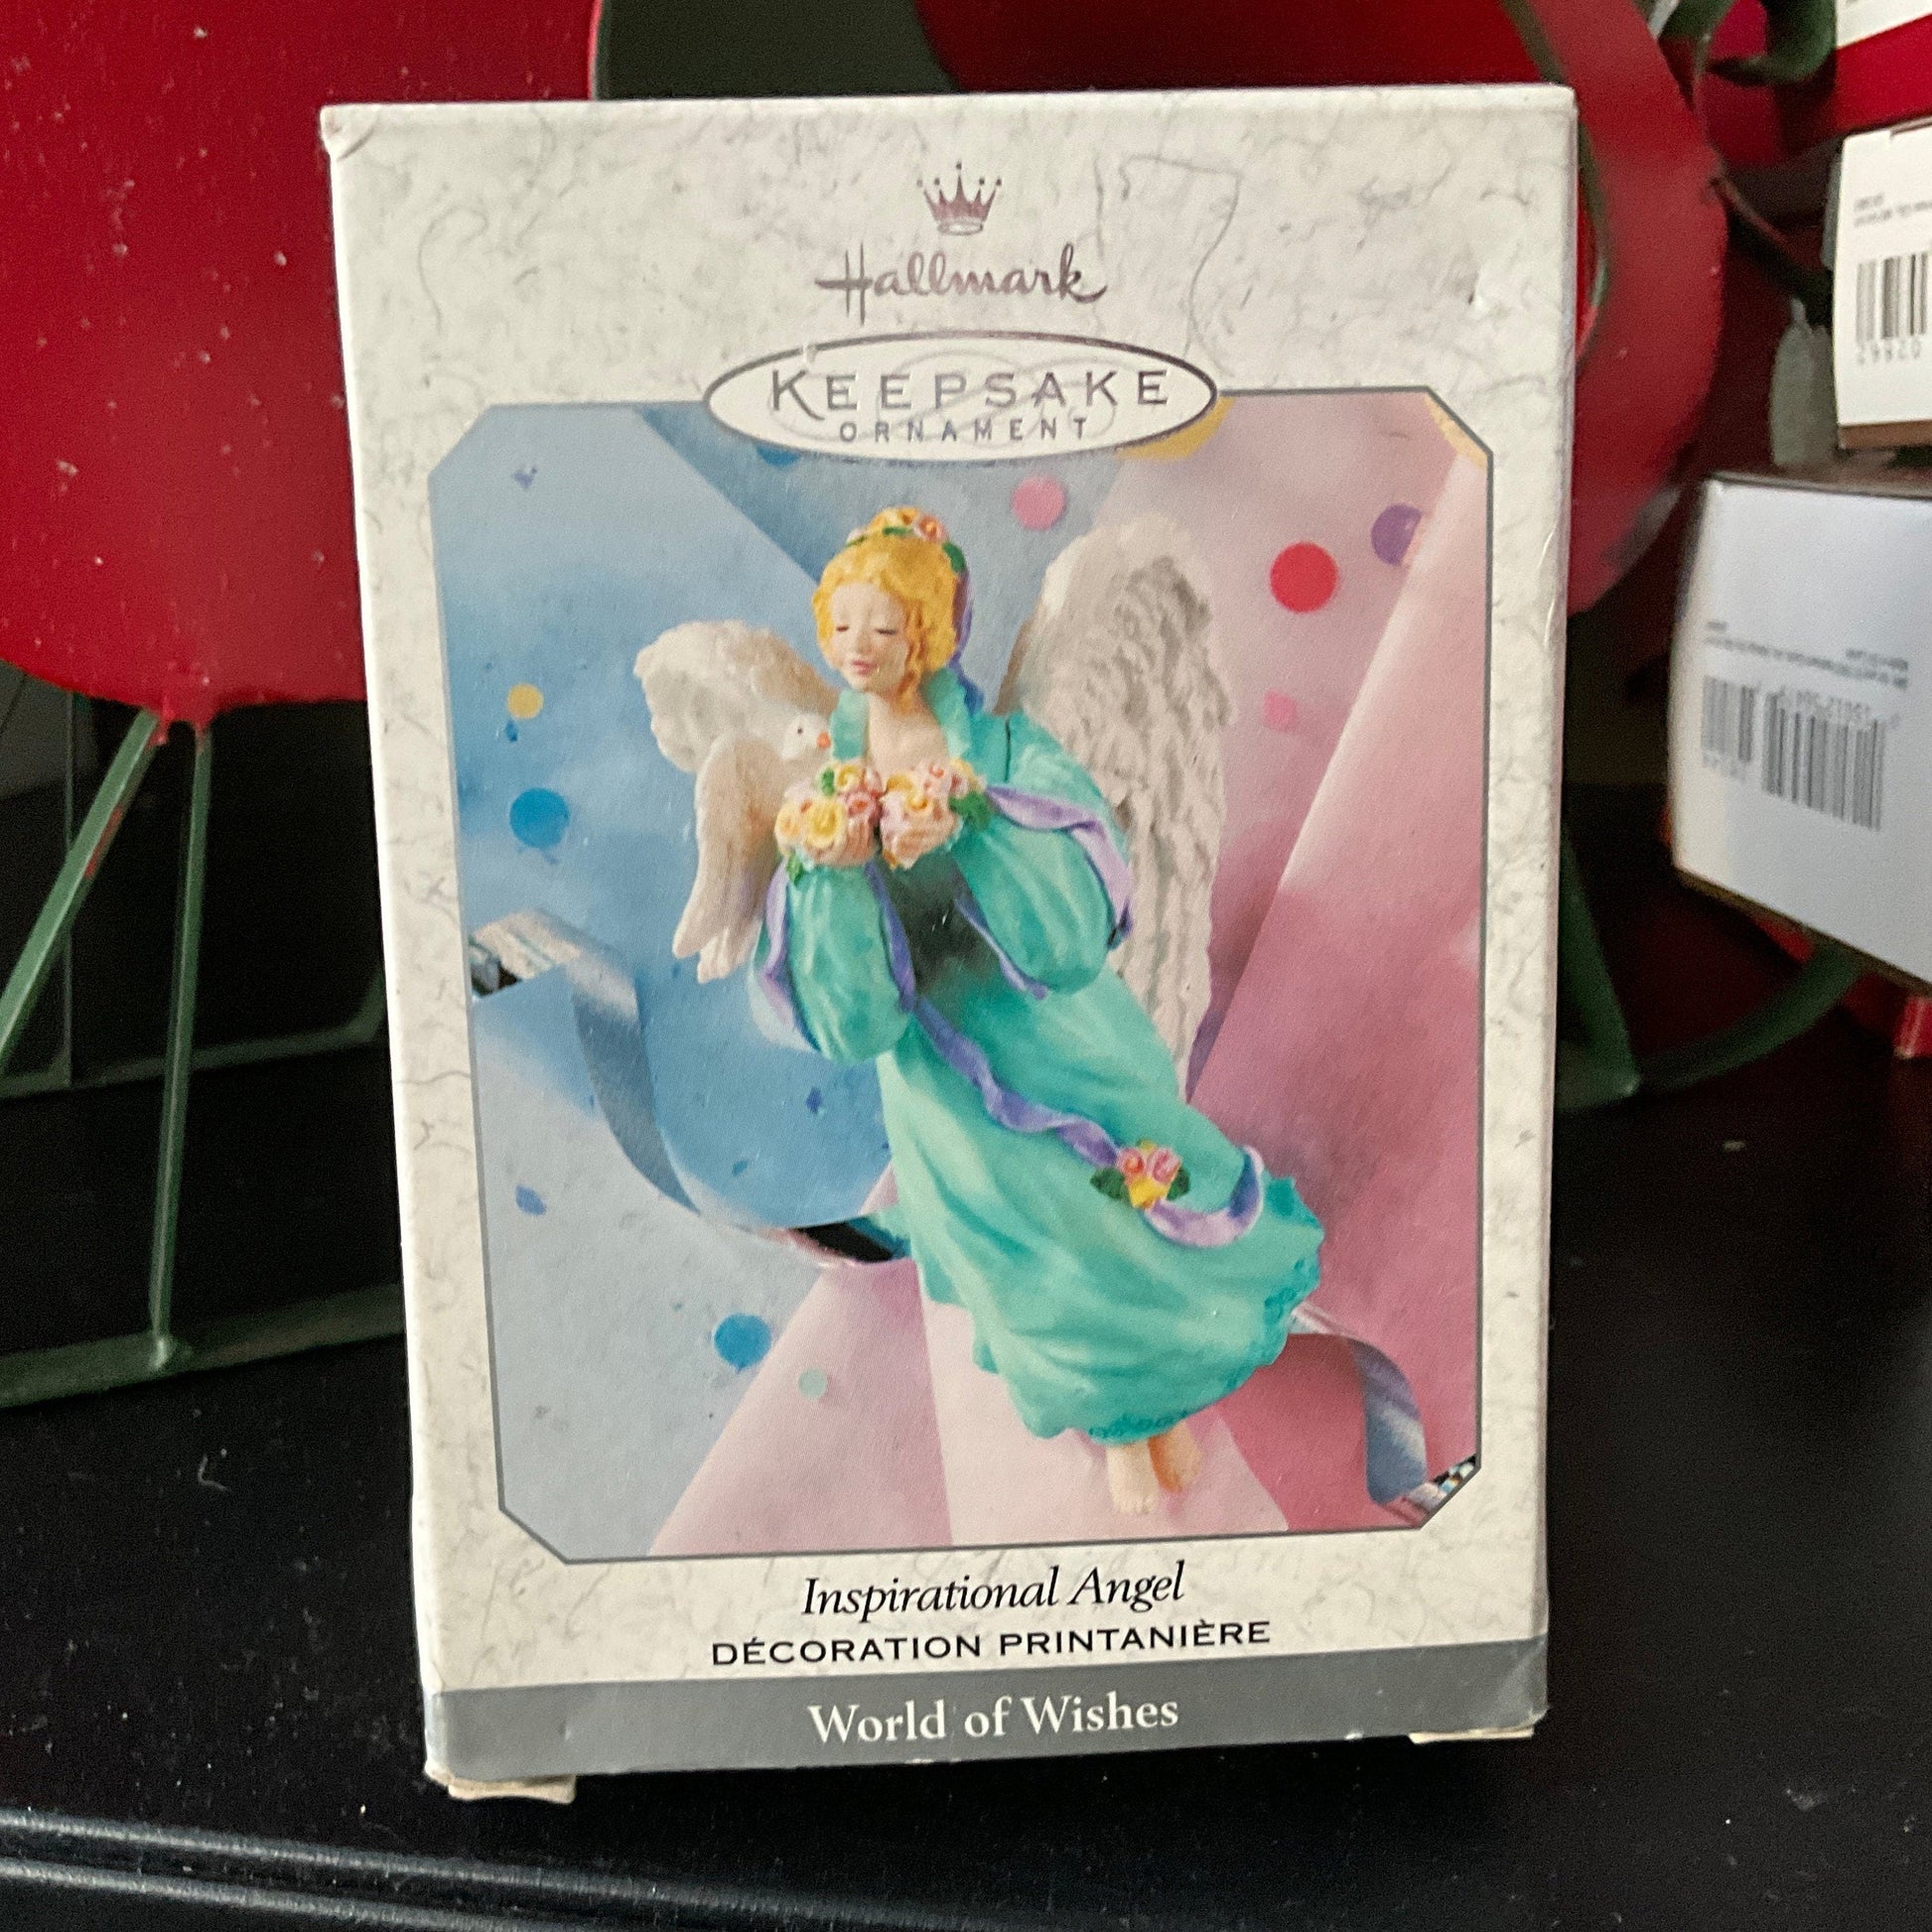 Hallmark
KEEPSAKE
ORNAMENT
Inspirational Angel
DÉCORATION PRINTANIÈRE
World of Wishes